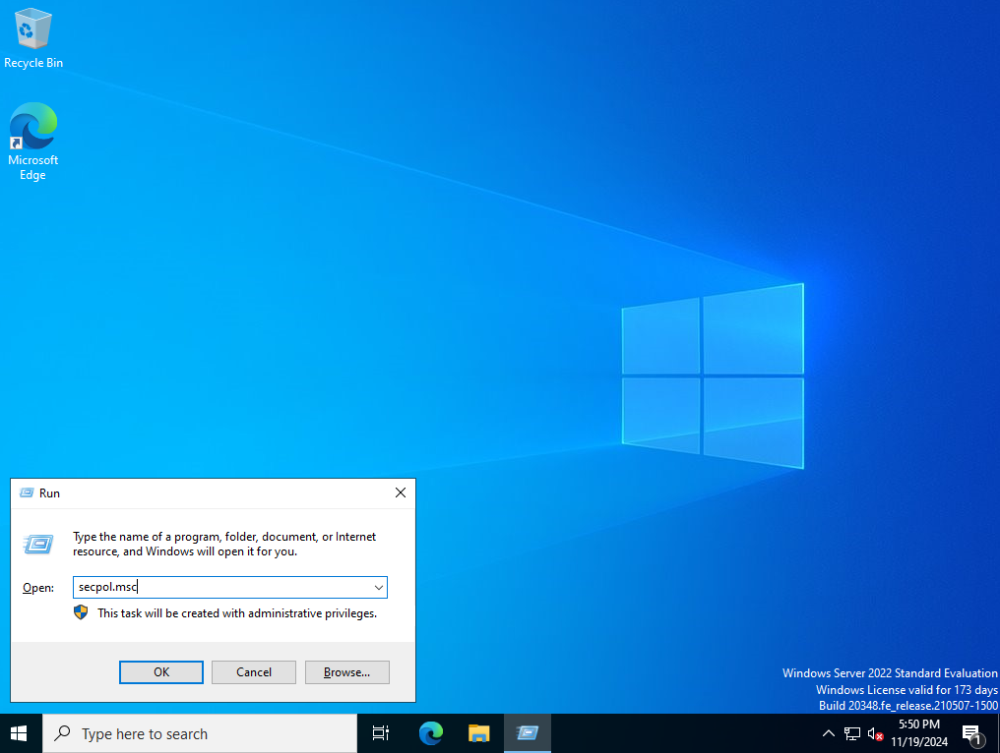 Recycle Bin
Microsoft
Edge
Run
Type the name of a program, folder, document, or Internet
resource, and Windows will open it for you.
Open:
secpol.msc
This task will be created with administrative privileges.
OK
Cancel
Browse...
Windows Server 2022 Standard Evaluation
Windows License valid for 173 days
Build 20348.fe_release.210507-1500
Type here to search
5:50 PM
11/19/2024
1